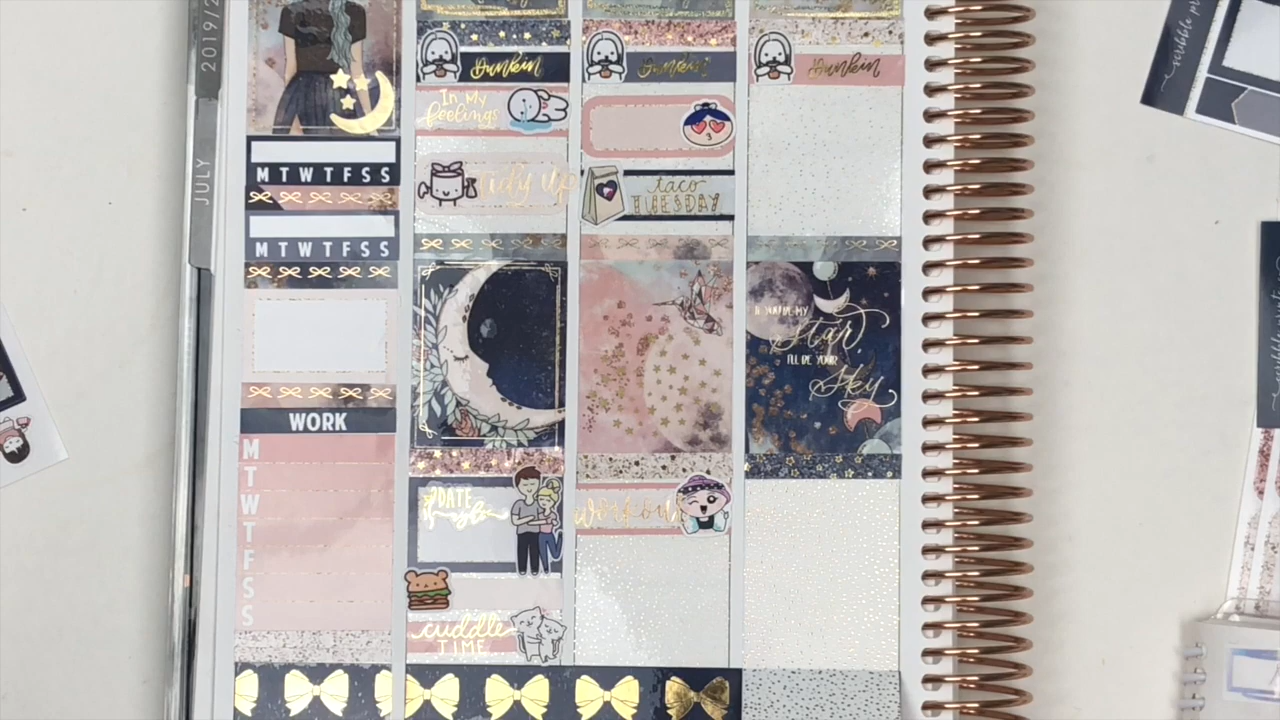 2019/2
JULY
M T W T F S S
M T W T F S S
WORK
M
T
W
T
F
S
S
Dunkin
In My
feelings
Tidy up
DATE
cuddle
TIME
Dunkin
taco
TUESDAY
workout
Dunkin
IF YOU'RE MY
Star
I'LL BE YOUR
Sky